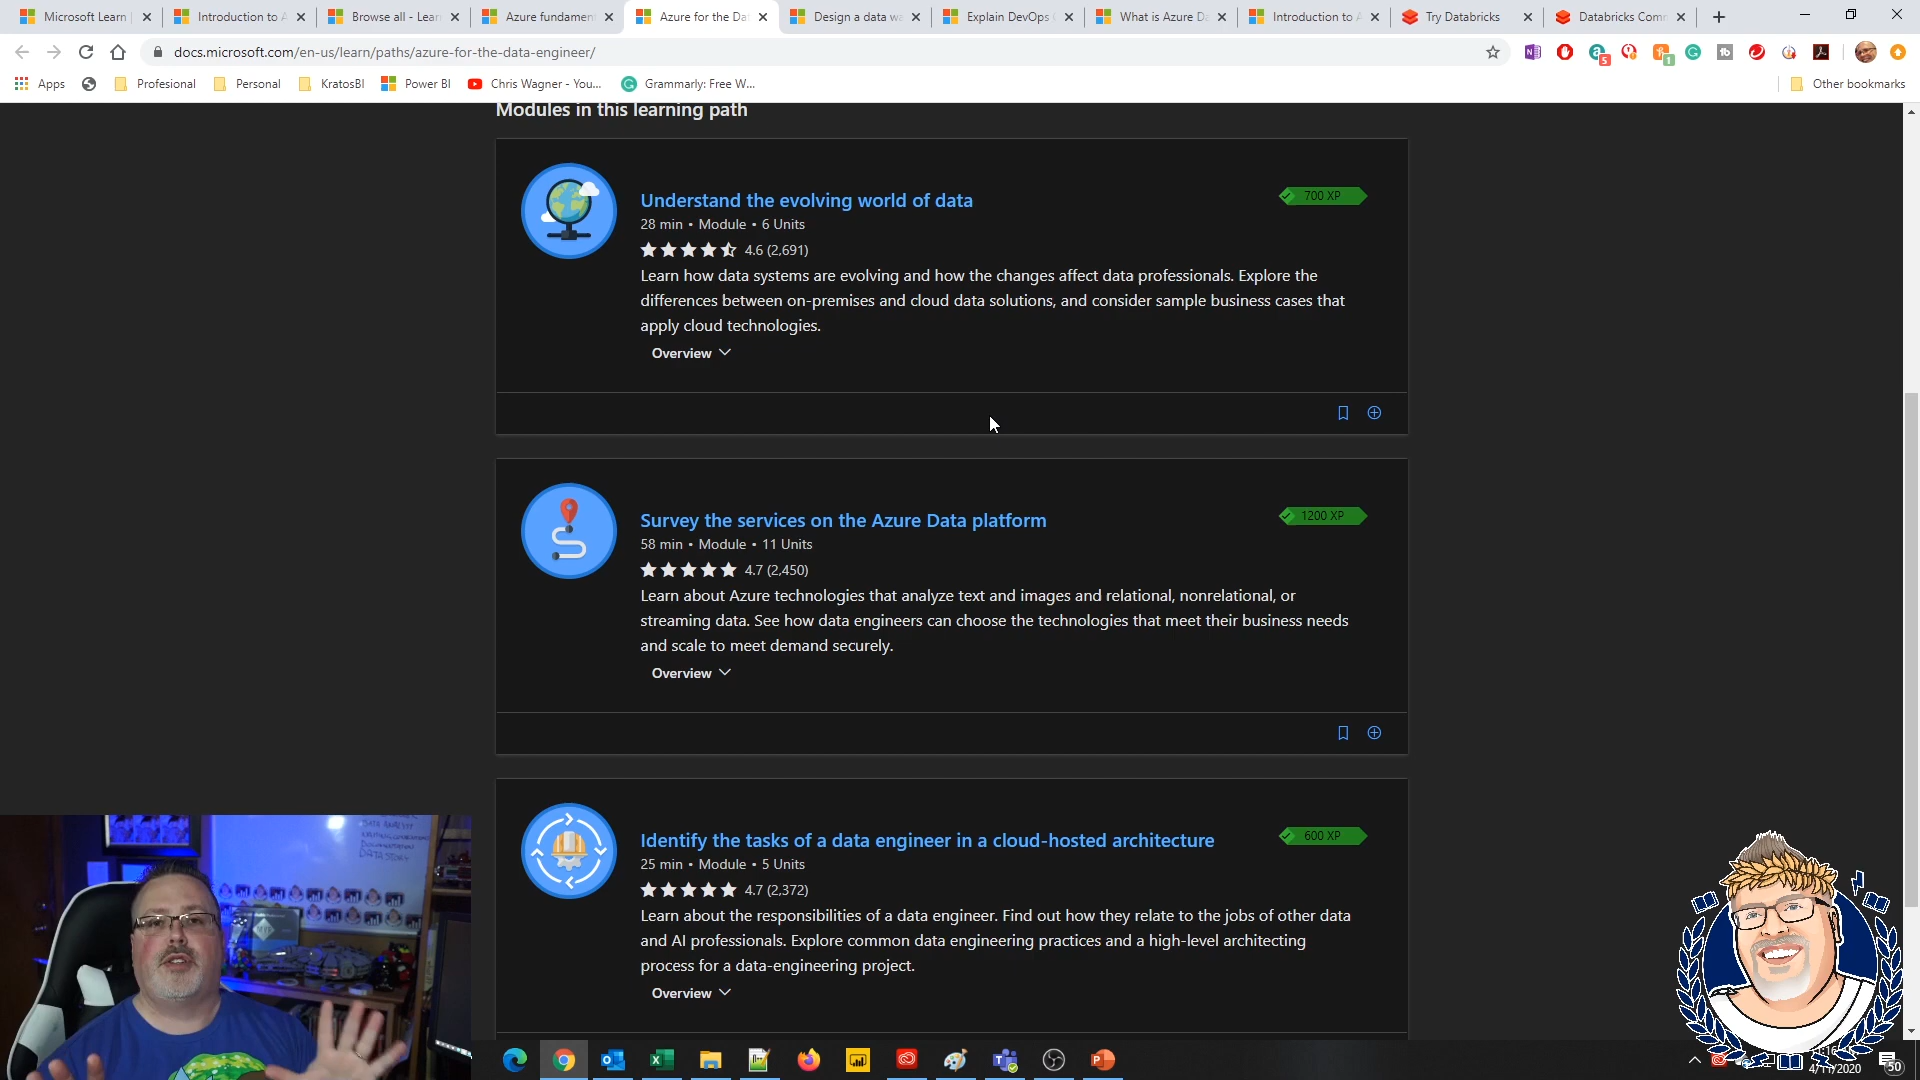 Microsoft Learn
Introduction to A
Browse all - Lear
Azure fundament
Azure for the Dat
Design a data wa
Explain DevOps
What is Azure D
Introduction to A
Try Databricks
Databricks Comm
docs.microsoft.com/en-us/learn/paths/azure-for-the-data-engineer/
5
1
Apps
Profesional
Personal
KratosBI
Power BI
Chris Wagner - You...
Grammarly: Free W...
Other bookmarks
Modules in this learning path
Understand the evolving world of data
700 XP
28 min • Module • 6 Units
4.6 (2,691)
Learn how data systems are evolving and how the changes affect data professionals. Explore the
differences between on-premises and cloud data solutions, and consider sample business cases that
apply cloud technologies.
Overview
Survey the services on the Azure Data platform
1200 XP
58 min • Module • 11 Units
4.7 (2,450)
Learn about Azure technologies that analyze text and images and relational, nonrelational, or
streaming data. See how data engineers can choose the technologies that meet their business needs
and scale to meet demand securely.
Overview
Identify the tasks of a data engineer in a cloud-hosted architecture
600 XP
25 min • Module • 5 Units
4.7 (2,372)
Learn about the responsibilities of a data engineer. Find out how they relate to the jobs of other data
and AI professionals. Explore common data engineering practices and a high-level architecting
process for a data-engineering project.
Overview
DATA STORY
4/11/2020
50